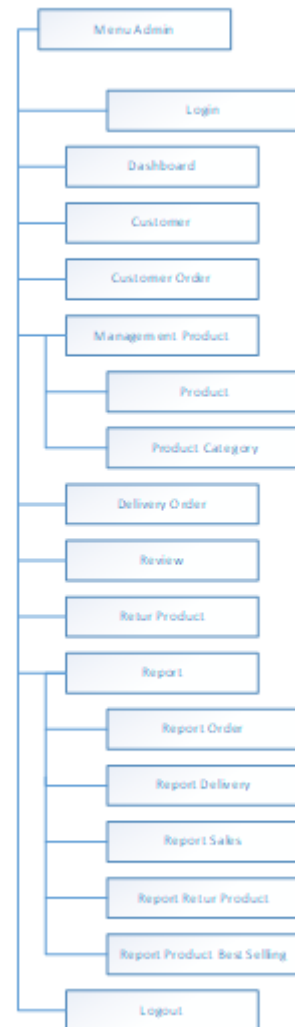 Menu Admin
Login
Dashboard
Customer
Customer Order
Management Product
Product
Product Category
Delivery Order
Review
Retur Product
Report
Report Order
Report Delivery
Report Sales
Report Retur Product
Report Product Best Selling
Logout